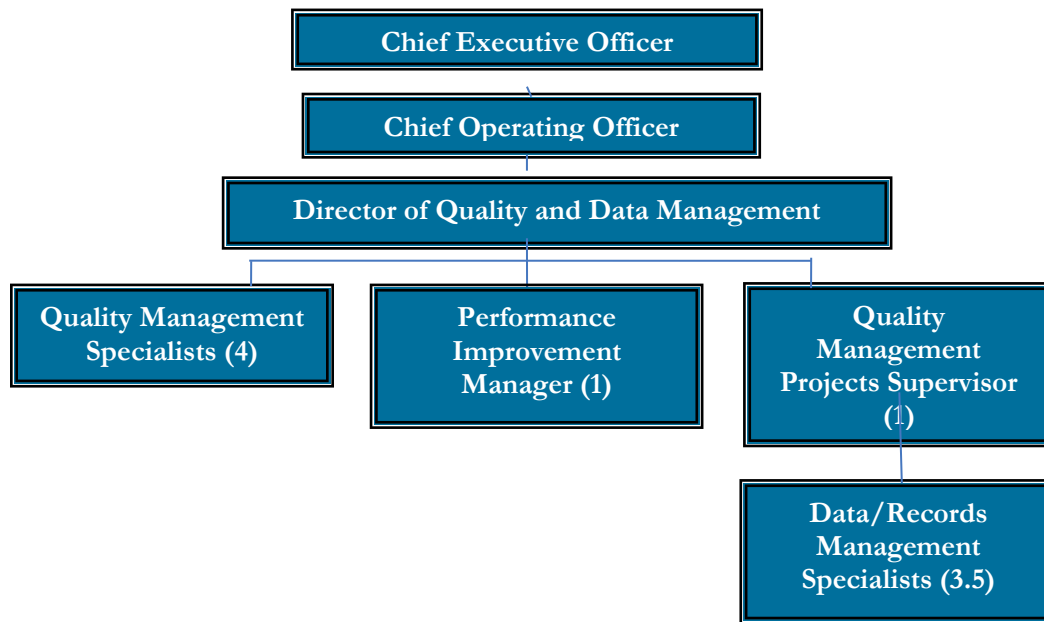 Chief Executive Officer
Chief Operating Officer
Director of Quality and Data Management
Quality Management
Specialists (4)
Performance
Improvement
Manager (1)
Quality
Management
Projects Supervisor
(1)
Data/Records
Management
Specialists (3.5)